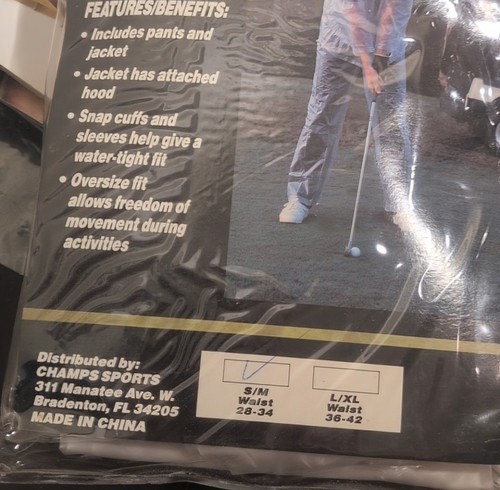 FEATURES/BENEFITS:
• Includes pants and
jacket
• Jacket has attached
hood
• Snap cuffs and
sleeves help give a
water-tight fit
• Oversize fit
allows freedom of
movement during
activities
Distributed by:
CHAMPS SPORTS
311 Manatee Ave. W.
Bradenton, FL 34205
MADE IN CHINA
S/M
Waist
28-34
L/XL
Waist
36-42